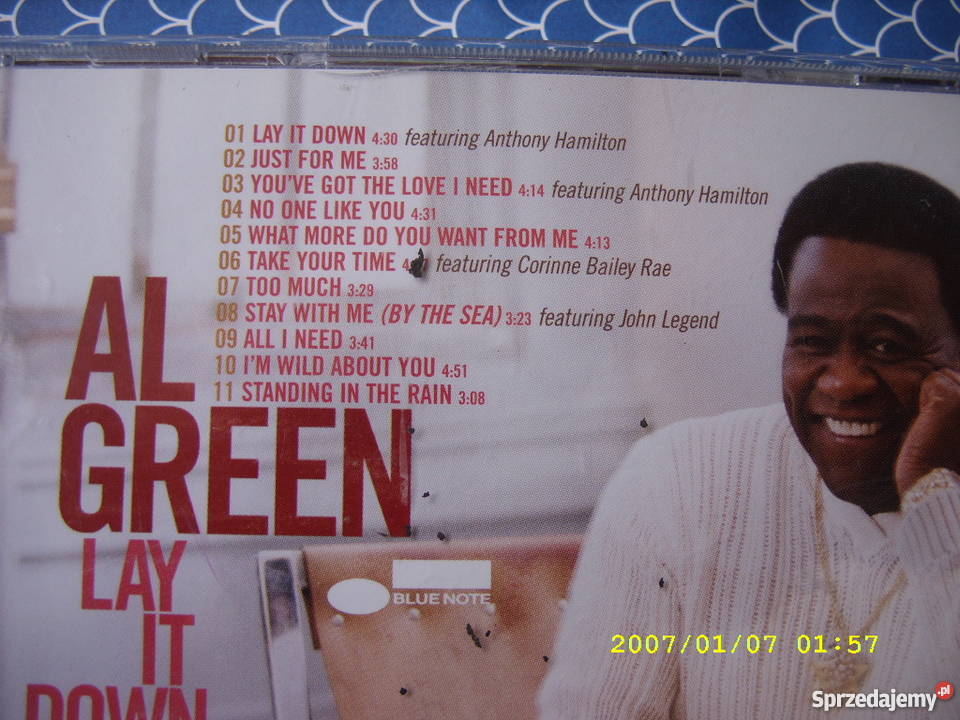 01 LAY IT DOWN 4:30 featuring Anthony Hamilton
02 JUST FOR ME 3:58
03 YOU'VE GOT THE LOVE I NEED 4:14 featuring Anthony Hamilton
04 NO ONE LIKE YOU 4:31
05 WHAT MORE DO YOU WANT FROM ME 4:13
06 TAKE YOUR TIME featuring Corinne Bailey Rae
07 TOO MUCH 3:29
08 STAY WITH ME (BY THE SEA) 3:23 featuring John Legend
09 ALL I NEED 3:41
10 I'M WILD ABOUT YOU 4:51
11 STANDING IN THE RAIN 3:08
AL
GREEN
LAY
IT
DOWN
BLUE NOTE
2007/01/07 01:57
Sprzedajemy.pl